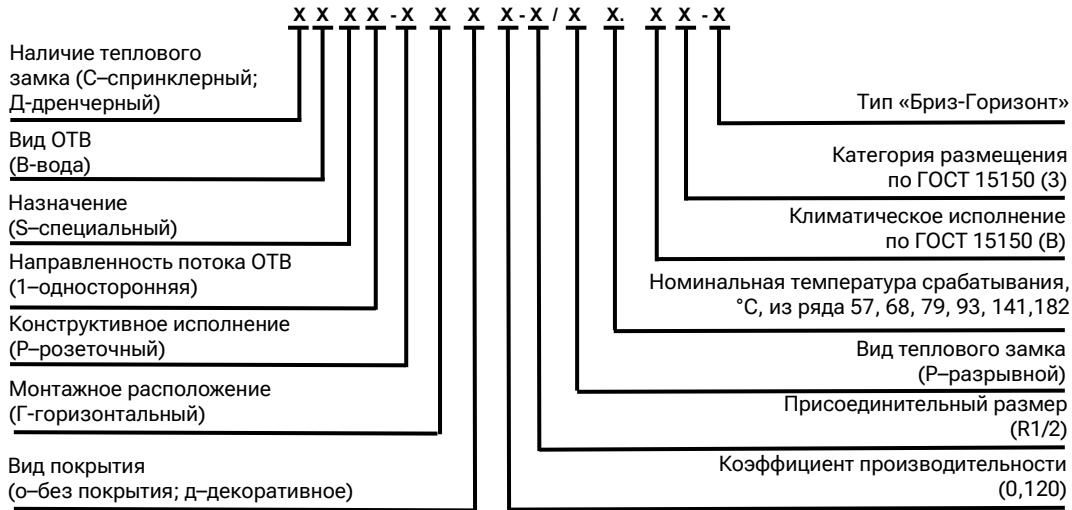 X X X X - X X X X - X / X X. X X - X
Наличие теплового
замка (С–спринклерный;
Д-дренчерный)
Вид ОТВ
(В-вода)
Назначение
(S–специальный)
Направленность потока ОТВ
(1–односторонняя)
Конструктивное исполнение
(Р–розеточный)
Монтажное расположение
(Г-горизонтальный)
Вид покрытия
(о–без покрытия; д–декоративное)
Тип «Бриз-Горизонт»
Категория размещения
по ГОСТ 15150 (3)
Климатическое исполнение
по ГОСТ 15150 (В)
Номинальная температура срабатывания,
°С, из ряда 57, 68, 79, 93, 141,182
Вид теплового замка
(Р–разрывной)
Присоединительный размер
(R1/2)
Коэффициент производительности
(0,120)